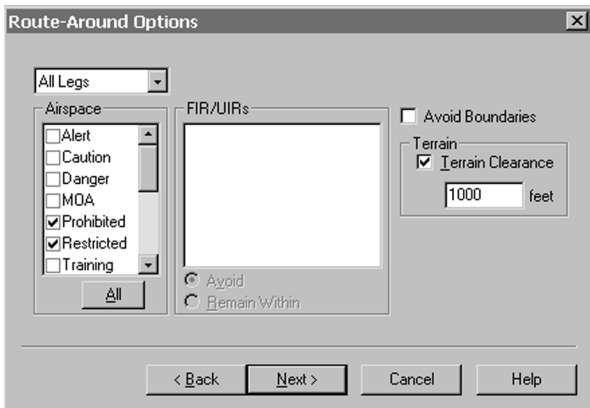 Route-Around Options
All Legs
Airspace
Alert
Caution
Danger
MOA
Prohibited
Restricted
Training
All
FIR/UIRs
Avoid
Remain Within
Avoid Boundaries
Terrain
Terrain Clearance
1000 feet
< Back
Next >
Cancel
Help